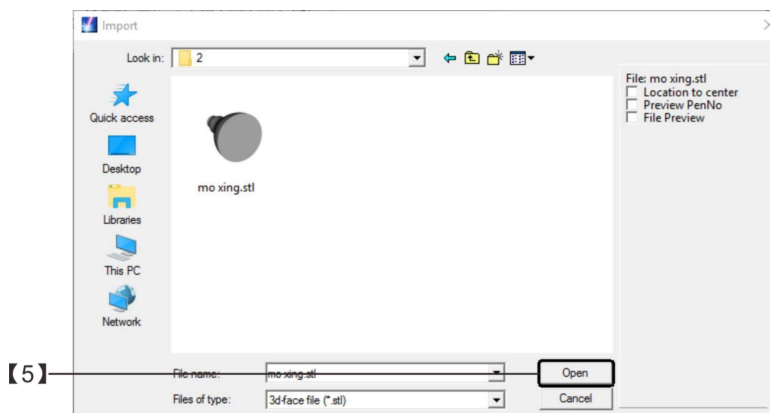 Import
Look in:
2
File: mo xing.stl
Location to center
Preview PenNo
File Preview
Quick access
Desktop
mo xing.stl
Libraries
This PC
Network
【5】
File name:
mo xing.stl
Open
Files of type:
3d-face file (*.stl)
Cancel